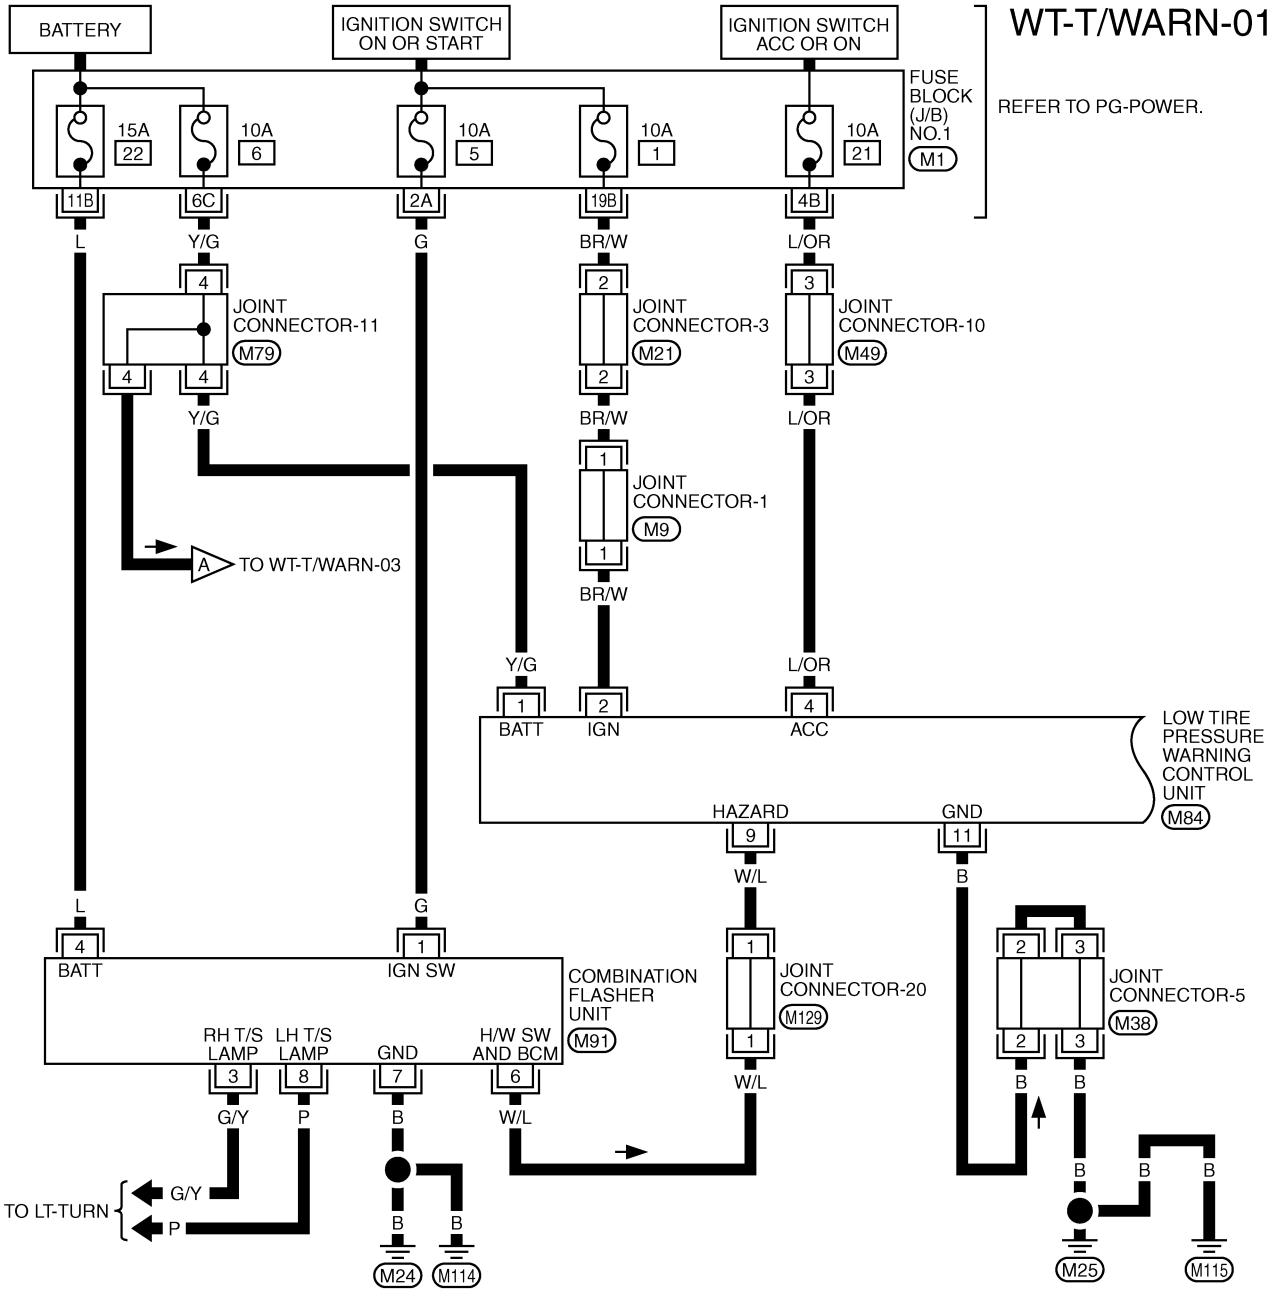 WT-T/WARN-01
BATTERY
IGNITION SWITCH
ON OR START
IGNITION SWITCH
ACC OR ON
FUSE
BLOCK
(J/B)
NO.1
M1
REFER TO PG-POWER.
15A
22
10A
6
10A
5
10A
1
10A
21
11B
6C
2A
19B
4B
L
Y/G
G
BR/W
L/OR
4
2
3
JOINT
CONNECTOR-11
M79
JOINT
CONNECTOR-3
M21
JOINT
CONNECTOR-10
M49
4
4
2
3
Y/G
BR/W
L/OR
1
JOINT
CONNECTOR-1
M9
1
A
TO WT-T/WARN-03
BR/W
Y/G
L/OR
1
2
4
BATT
IGN
ACC
LOW TIRE
PRESSURE
WARNING
CONTROL
UNIT
M84
HAZARD
GND
9
11
W/L
B
L
G
4
1
1
2
3
BATT
IGN SW
COMBINATION
FLASHER
UNIT
M91
JOINT
CONNECTOR-20
M129
JOINT
CONNECTOR-5
M38
RH T/S
LAMP
LH T/S
LAMP
GND
H/W SW
AND BCM
1
2
3
3
8
7
6
W/L
B
B
G/Y
P
B
W/L
B
B
B
TO LT-TURN
G/Y
P
B
B
M24
M114
M25
M115